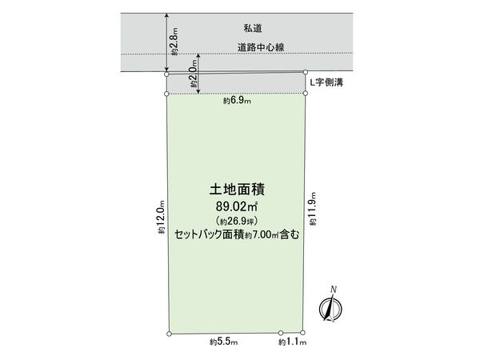 私道
約2.8m
道路中心線
約2.0m
L字側溝
約6.9m
土地面積
89.02㎡
(約26.9坪)
セットバック面積約7.00㎡含む
約12.0m
約11.9m
N
約5.5m
約1.1m